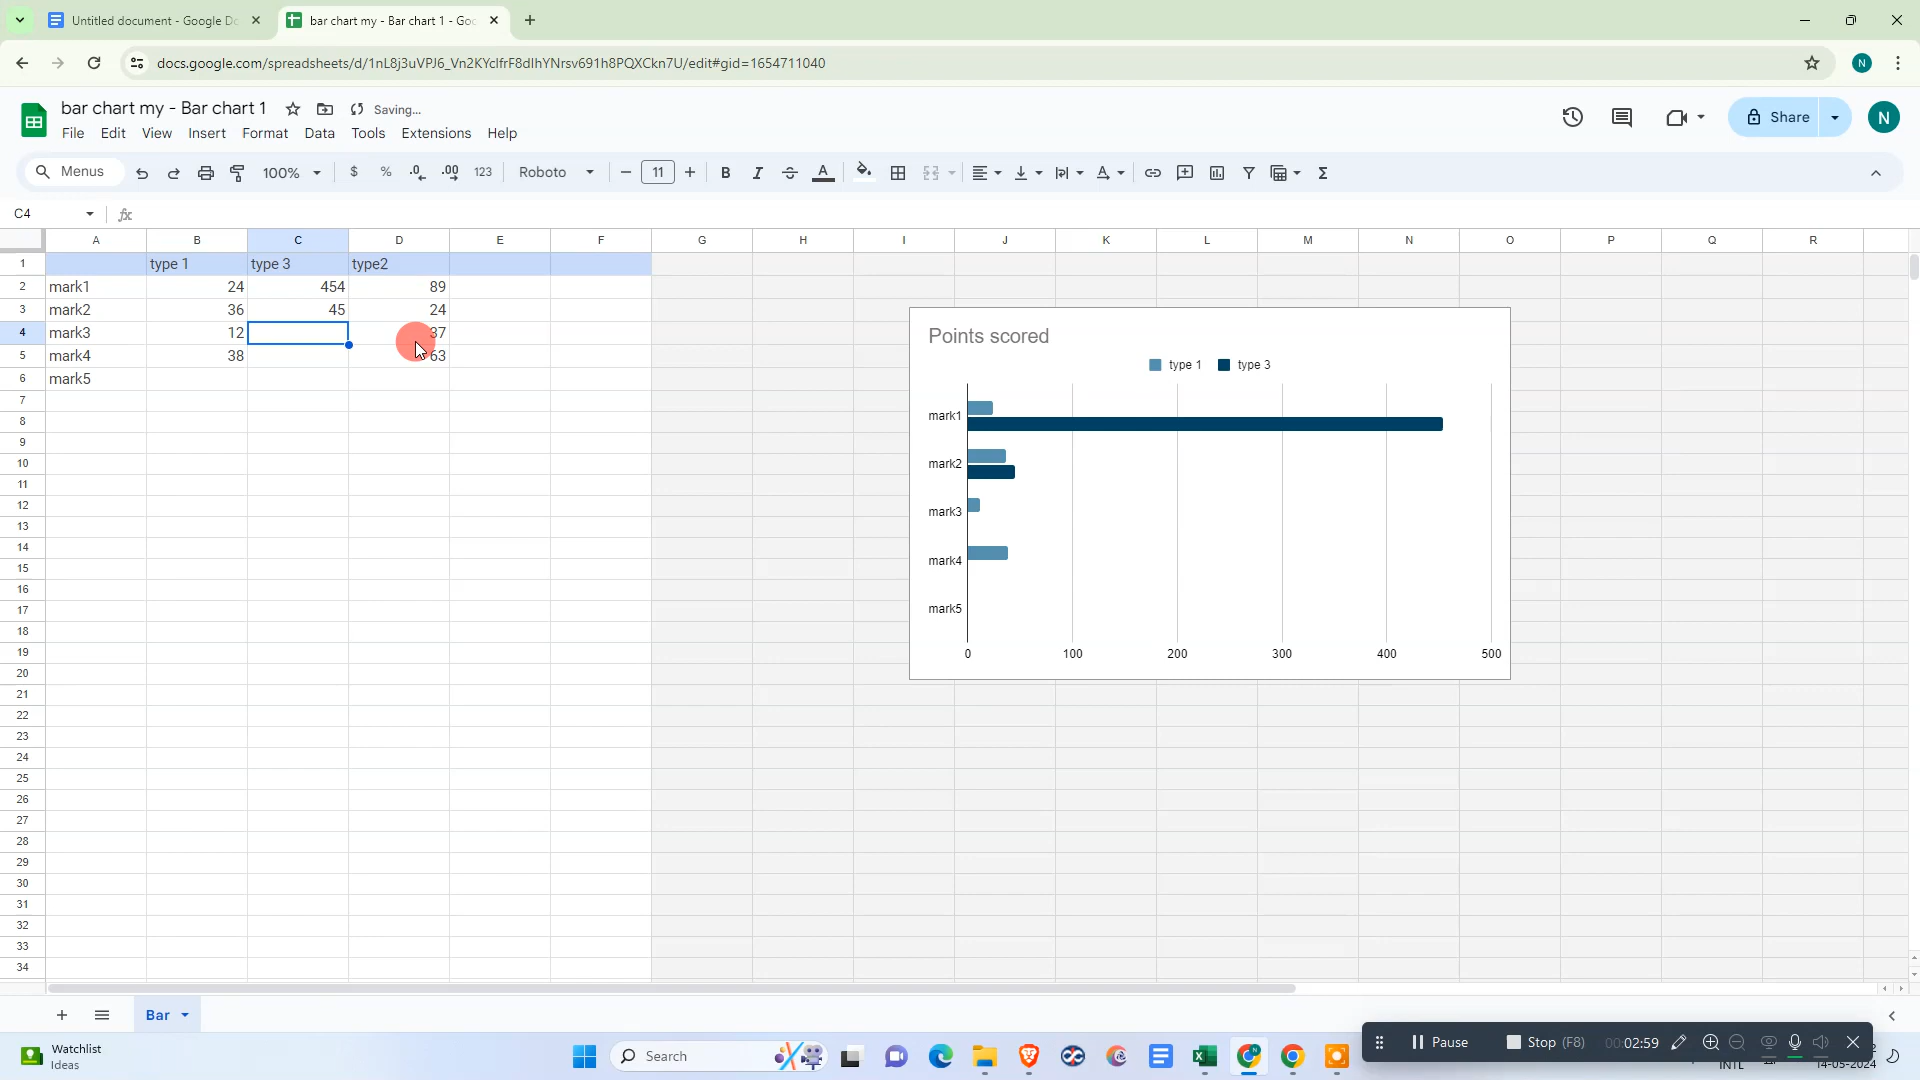 Untitled document - Google Do
bar chart my - Bar chart 1 - Goo
docs.google.com/spreadsheets/d/1nL8j3uVPJ6_Vn2KYclfrF8dlhYNrsv691h8PQXCkn7U/edit#gid=1654711040
N
bar chart my - Bar chart 1
Saving...
File Edit View Insert Format Data Tools Extensions Help
Share
N
Menus
100%
$ % .0 .00 123
Roboto
11
B I S A
C4
fx
A B C D E F G H I J K L M N O P Q R
1 type 1 type 3 type2
2 mark1 24 454 89
3 mark2 36 45 24
4 mark3 12 37
5 mark4 38 63
6 mark5
7
8
9
10
11
12
13
14
15
16
17
18
19
20
21
22
23
24
25
26
27
28
29
30
31
32
33
34
Points scored
type 1 type 3
mark1
mark2
mark3
mark4
mark5
0 100 200 300 400 500
Bar
Watchlist
Ideas
Search
Pause
Stop (F8)
00:02:59
INTL
14-05-2024